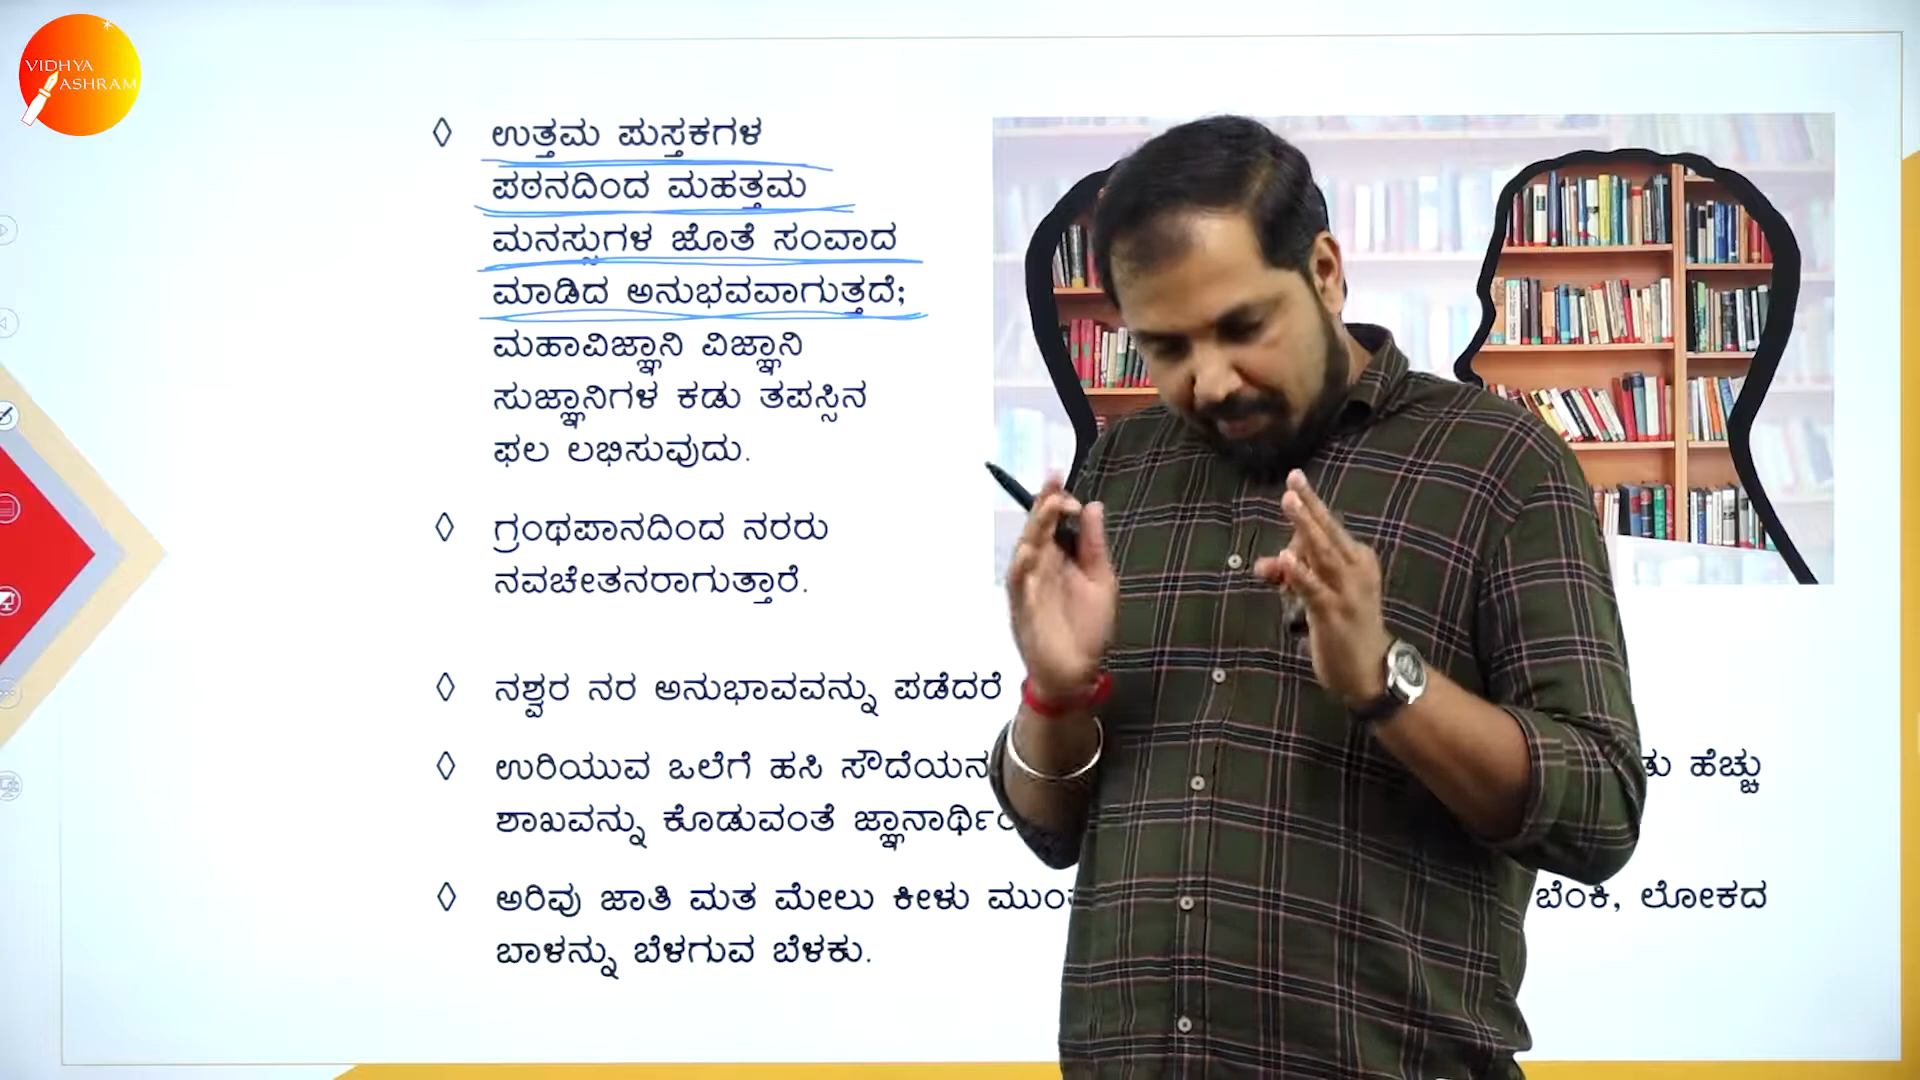 VIDHYA
ASHRAM
ಉತ್ತಮ ಪುಸ್ತಕಗಳ
ಪಠನದಿಂದ ಮಹತ್ತಮ
ಮನಸ್ಸುಗಳ ಜೊತೆ ಸಂವಾದ
ಮಾಡಿದ ಅನುಭವವಾಗುತ್ತದೆ;
ಮಹಾವಿಜ್ಞಾನಿ ವಿಜ್ಞಾನಿ
ಸುಜ್ಞಾನಿಗಳ ಕಡು ತಪಸ್ಸಿನ
ಫಲ ಲಭಿಸುವುದು.
ಗ್ರಂಥಪಾನದಿಂದ ನರರು
ನವಚೇತನರಾಗುತ್ತಾರೆ.
ನಶ್ವರ ನರ ಅನುಭಾವವನ್ನು ಪಡೆದರೆ
ಉರಿಯುವ ಒಲೆಗೆ ಹಸಿ ಹೆಚ್ಚು
ಶಾಖವನ್ನು ಕೊಡುವಂತೆ
ಅರಿವು ಜಾತಿ ಮತ ಮೇಲು ಕೀಳು ಬೆಂಕಿ, ಲೋಕದ
ಬಾಳನ್ನು ಬೆಳಗುವ ಬೆಳಕು.